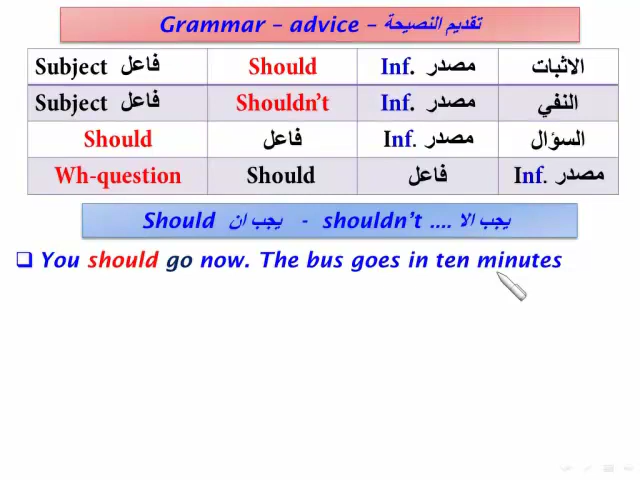 Grammar – advice – تقديم النصيحة
Subject فاعل Should Inf. مصدر الاثبات
Subject فاعل Shouldn't Inf. مصدر النفي
Should فاعل Inf. مصدر السؤال
Wh-question Should فاعل Inf. مصدر
Should يجب ان - shouldn't .... يجب الا
You should go now. The bus goes in ten minutes